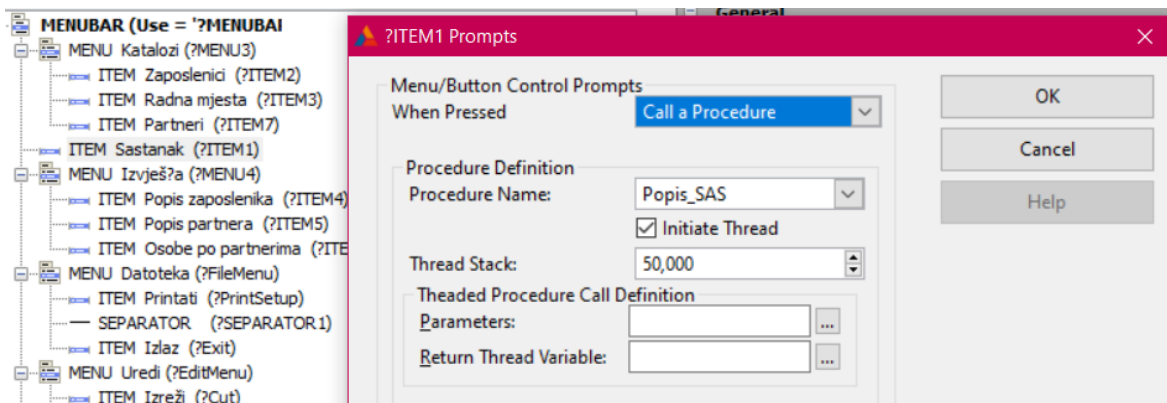 General
MENUBAR (Use = '?MENUBAI
MENU Katalozi (?MENU3)
ITEM Zaposlenici (?ITEM2)
ITEM Radna mjesta (?ITEM3)
ITEM Partneri (?ITEM7)
ITEM Sastanak (?ITEM1)
MENU Izvješ?a (?MENU4)
ITEM Popis zaposlenika (?ITEM4)
ITEM Popis partnera (?ITEM5)
ITEM Osobe po partnerima (?ITE
MENU Datoteka (?FileMenu)
ITEM Printati (?PrintSetup)
SEPARATOR (?SEPARATOR1)
ITEM Izlaz (?Exit)
MENU Uredi (?EditMenu)
ITEM Izreži (?Cut)
?ITEM1 Prompts
Menu/Button Control Prompts
When Pressed Call a Procedure
Procedure Definition
Procedure Name: Popis_SAS
Initiate Thread
Thread Stack: 50,000
Theaded Procedure Call Definition
Parameters: ...
Return Thread Variable: ...
OK
Cancel
Help